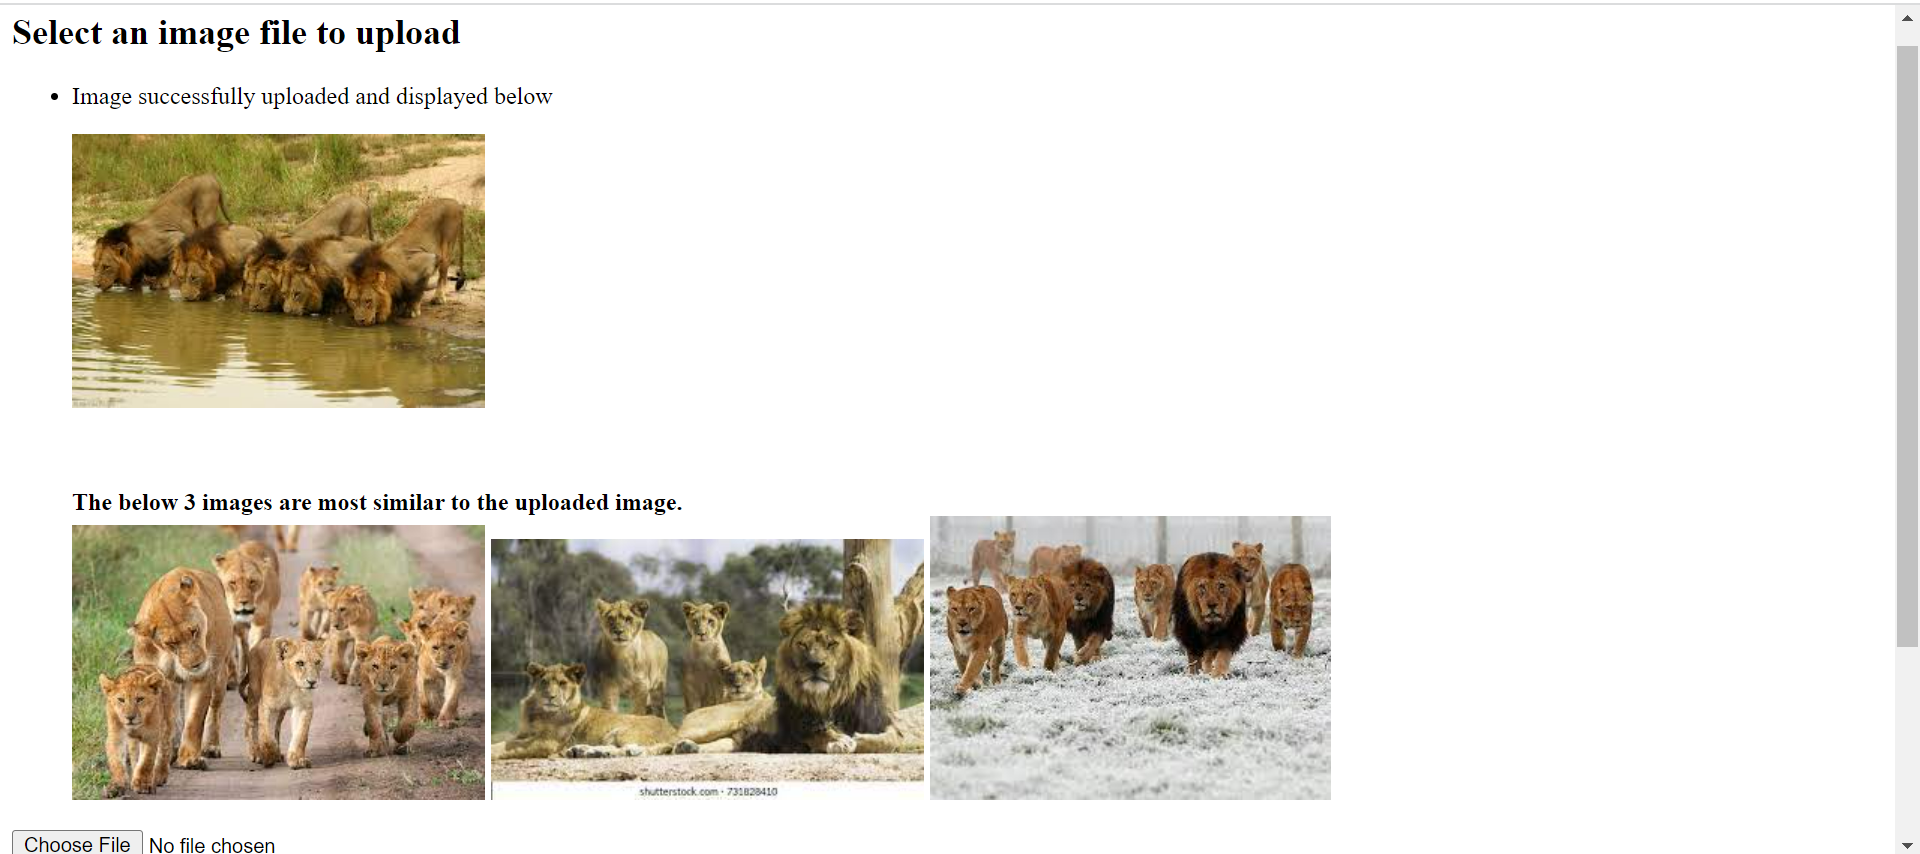 Select an image file to upload
Image successfully uploaded and displayed below
The below 3 images are most similar to the uploaded image.
shutterstock.com · 731828410
Choose File No file chosen